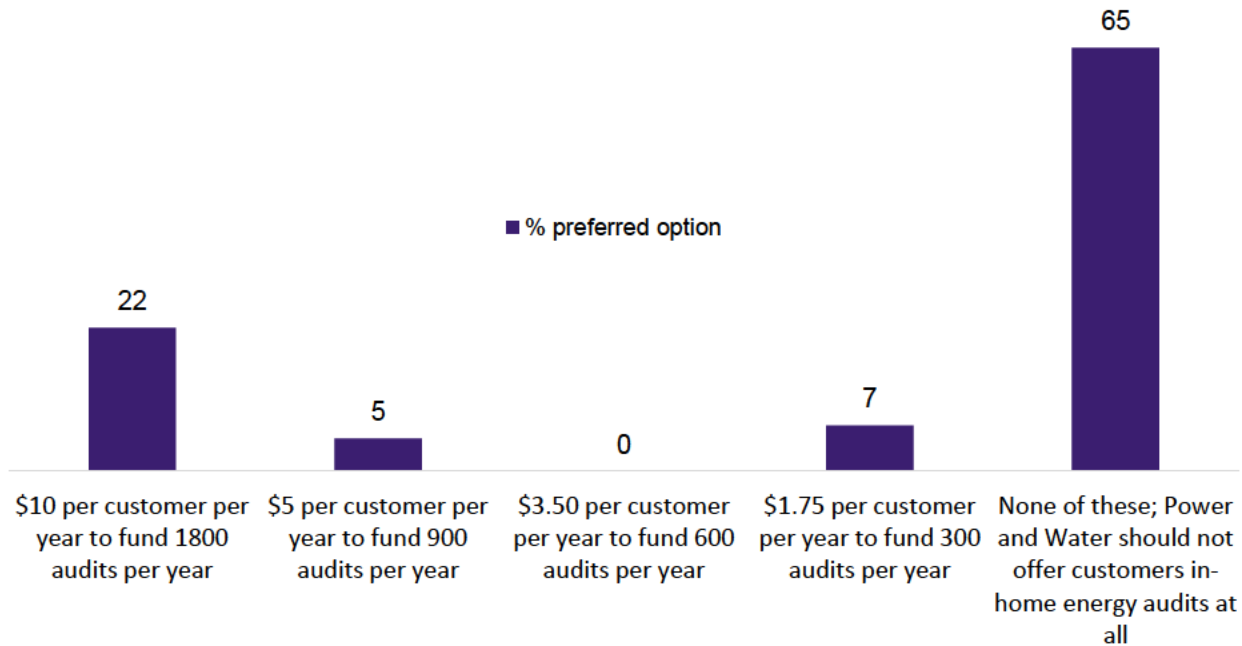 65
% preferred option
22
5
0
7
$10 per customer per
year to fund 1800
audits per year
$5 per customer per
year to fund 900
audits per year
$3.50 per customer
per year to fund 600
audits per year
$1.75 per customer
per year to fund 300
audits per year
None of these; Power
and Water should not
offer customers in-
home energy audits at
all